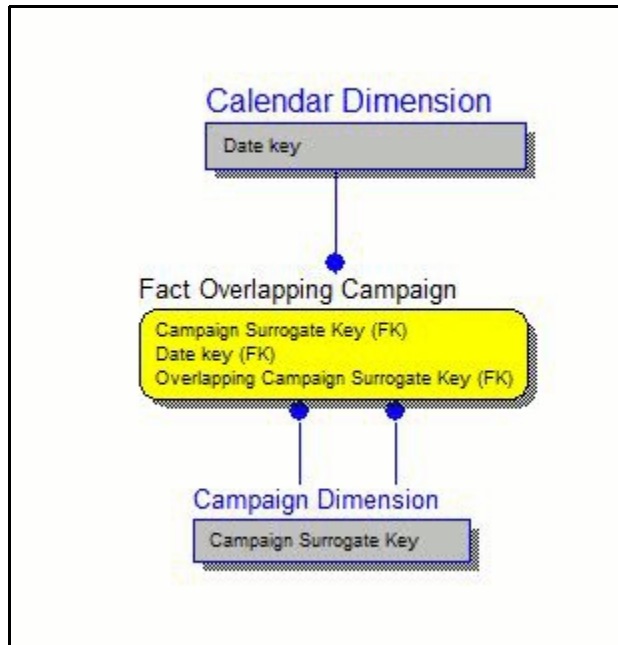 Calendar Dimension
Date key
Fact Overlapping Campaign
Campaign Surrogate Key (FK)
Date key (FK)
Overlapping Campaign Surrogate Key (FK)
Campaign Dimension
Campaign Surrogate Key